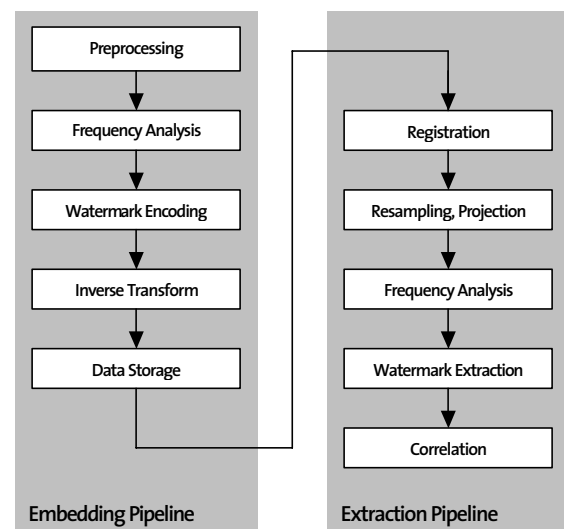 Preprocessing
Frequency Analysis
Watermark Encoding
Inverse Transform
Data Storage
Embedding Pipeline
Registration
Resampling, Projection
Frequency Analysis
Watermark Extraction
Correlation
Extraction Pipeline